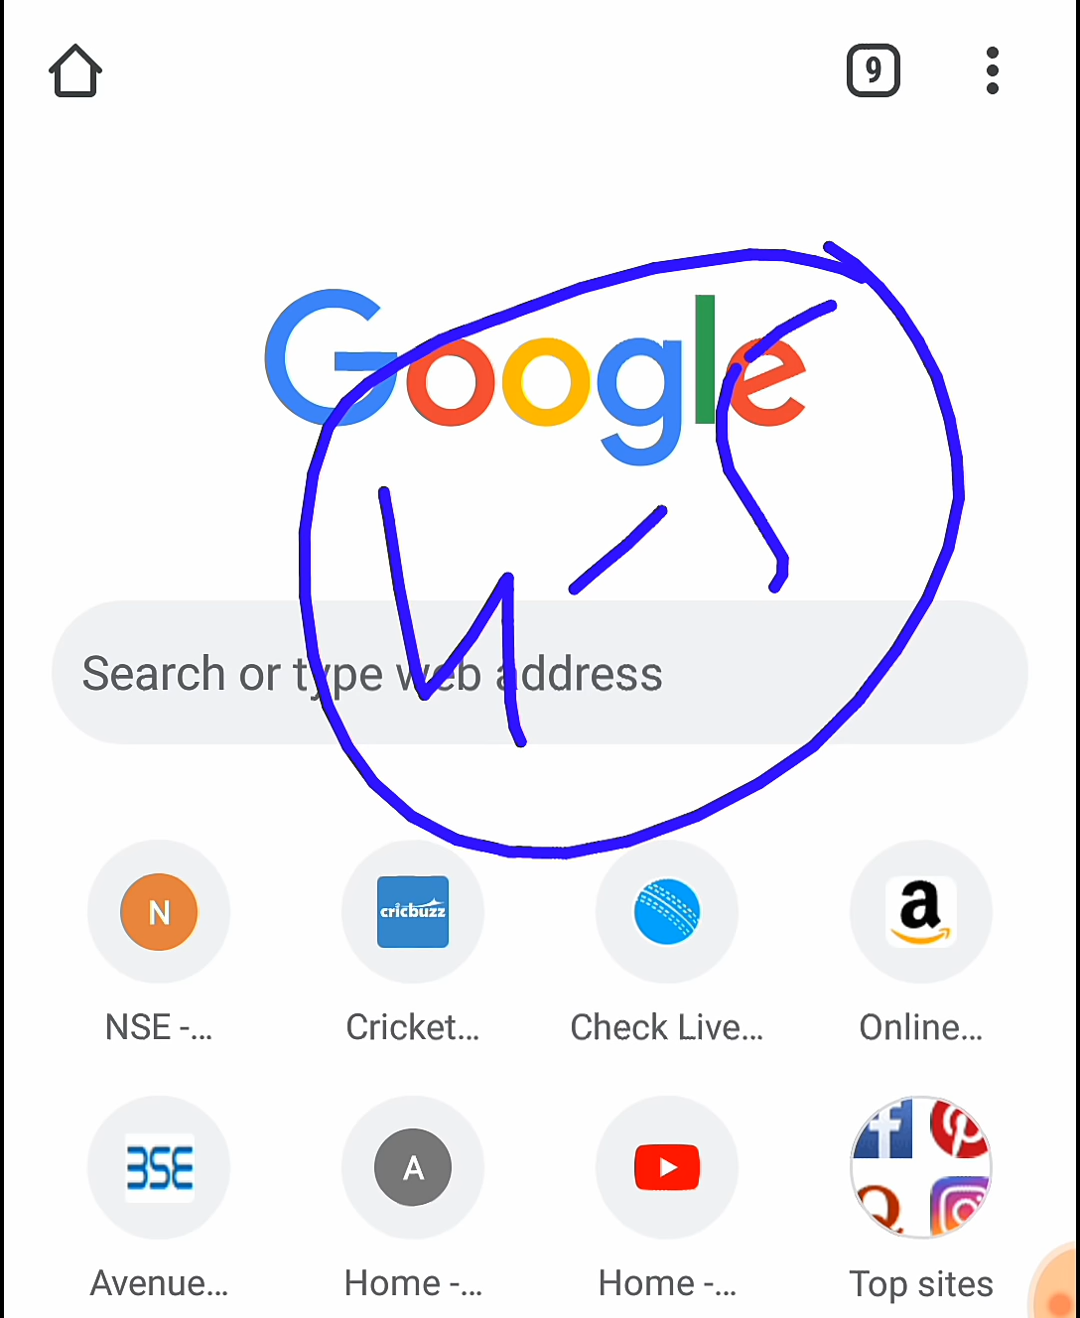 9
Google
Search or type web address
N
cricbuzz
a
NSE -...
Cricket...
Check Live...
Online...
BSE
A
Avenue...
Home -...
Home -...
Top sites